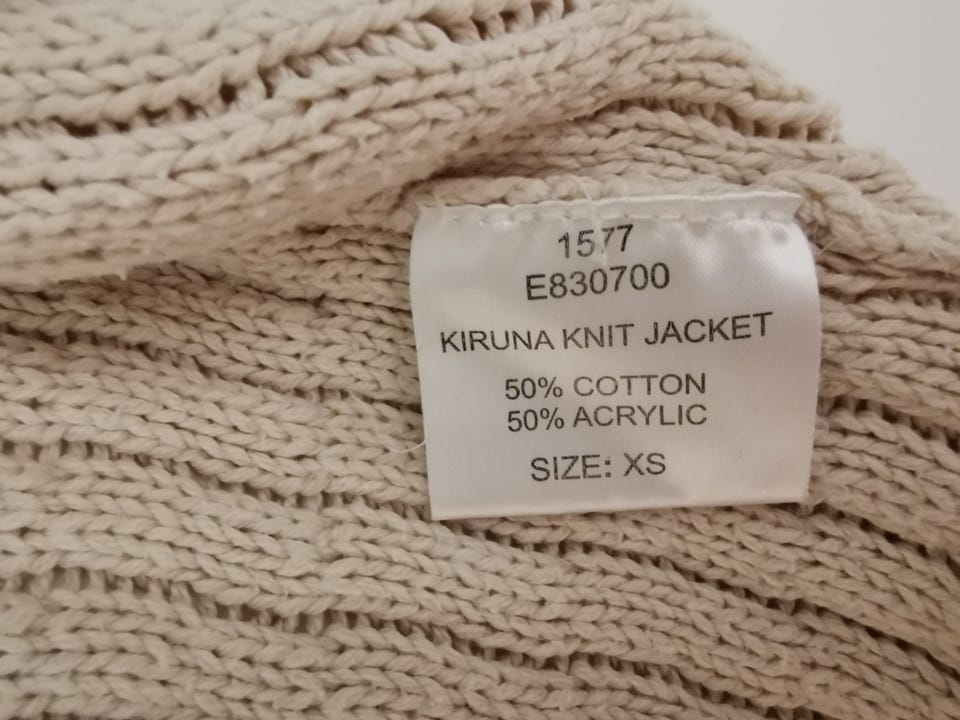 1577
E830700
KIRUNA KNIT JACKET
50% COTTON
50% ACRYLIC
SIZE: XS